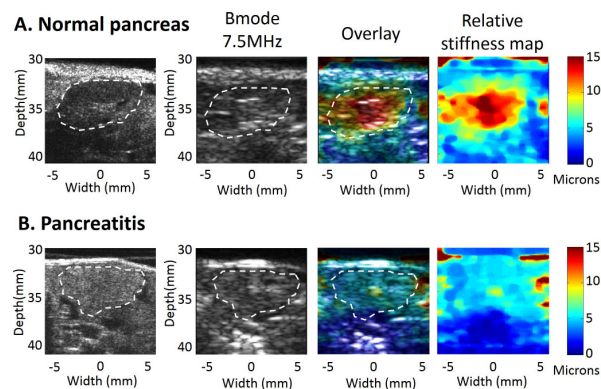 A. Normal pancreas
Bmode
7.5MHz
Overlay
Relative
stiffness map
Depth(mm)
30
35
40
-5 0 5
Width (mm)
Depth(mm)
30
35
40
-5 0 5
Width (mm)
-5 0 5
Width (mm)
-5 0 5
Width (mm)
15
10
5
0
Microns
B. Pancreatitis
Depth(mm)
30
35
40
-5 0 5
Width (mm)
Depth(mm)
30
35
40
-5 0 5
Width (mm)
-5 0 5
Width (mm)
-5 0 5
Width (mm)
15
10
5
0
Microns